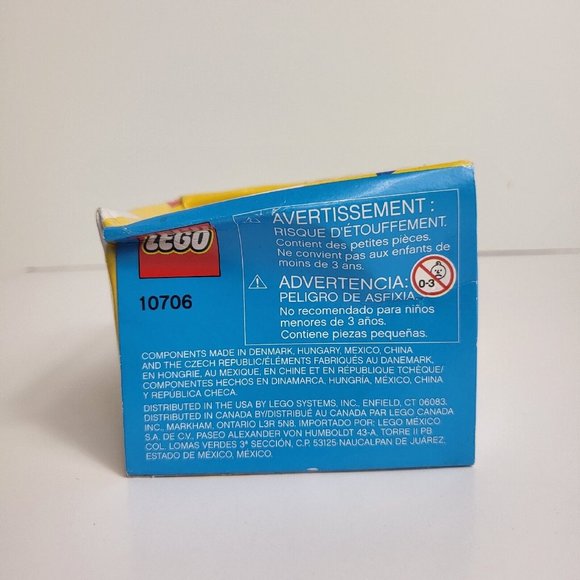 LEGO
10706
AVERTISSEMENT :
RISQUE D'ÉTOUFFEMENT.
Contient des petites pièces.
Ne convient pas aux enfants de
moins de 3 ans.
ADVERTENCIA:
PELIGRO DE ASFIXIA.
No recomendado para niños
menores de 3 años.
Contiene piezas pequeñas.
0-3
COMPONENTS MADE IN DENMARK, HUNGARY, MEXICO, CHINA
AND THE CZECH REPUBLIC/ÉLÉMENTS FABRIQUÉS AU DANEMARK,
EN HONGRIE, AU MEXIQUE, EN CHINE ET EN RÉPUBLIQUE TCHÈQUE/
COMPONENTES HECHOS EN DINAMARCA, HUNGRÍA, MÉXICO, CHINA
Y REPÚBLICA CHECA.
DISTRIBUTED IN THE USA BY LEGO SYSTEMS, INC., ENFIELD, CT 06083.
DISTRIBUTED IN CANADA BY/DISTRIBUÉ AU CANADA PAR LEGO CANADA
INC., MARKHAM, ONTARIO L3R 5N8. IMPORTADO POR: LEGO MÉXICO
S.A. DE C.V., PASEO ALEXANDER VON HUMBOLDT 43-A, TORRE II PB
COL. LOMAS VERDES 3ª SECCIÓN, C.P. 53125 NAUCALPAN DE JUÁREZ,
ESTADO DE MÉXICO, MÉXICO.